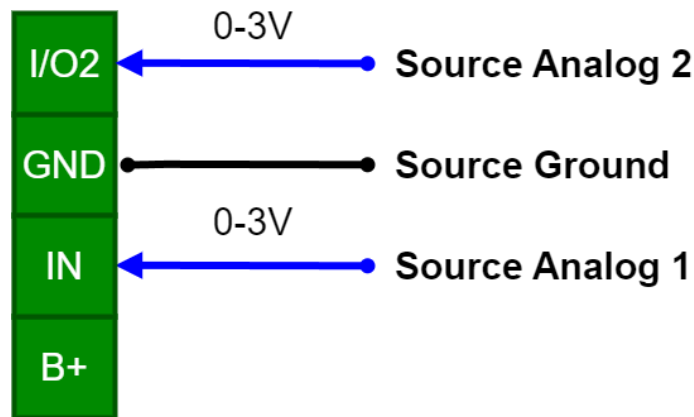 0-3V
I/O2 Source Analog 2
GND Source Ground
0-3V
IN Source Analog 1
B+